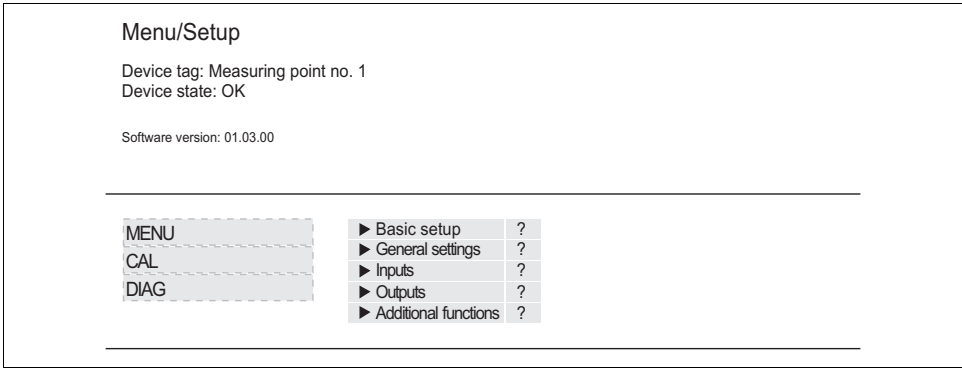 Menu/Setup
Device tag: Measuring point no. 1
Device state: OK
Software version: 01.03.00
MENU
CAL
DIAG
▶ Basic setup ?
▶ General settings ?
▶ Inputs ?
▶ Outputs ?
▶ Additional functions ?